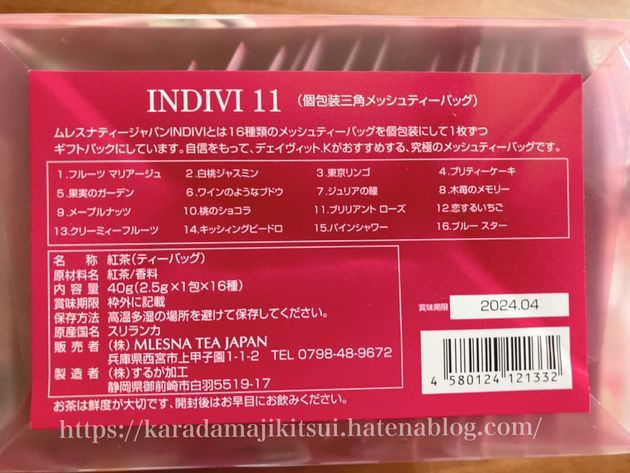 INDIVI 11 （個包装三角メッシュティーバッグ）
ムレスナティージャパンINDIVIとは16種類のメッシュティーバッグを個包装にして1枚ずつ
ギフトパックにしています。自信をもって、デェイヴィット.Kがおすすめする、究極のメッシュティーバッグです。
1.フルーツ マリアージュ 2.白桃ジャスミン 3.東京リンゴ 4.プリティーケーキ
5.果実のガーデン 6.ワインのようなブドウ 7.ジュリアの瞳 8.木苺のメモリー
9.メープルナッツ 10.桃のショコラ 11.ブリリアント ローズ 12.恋するいちご
13.クリーミィーフルーツ 14.キッシングピードロ 15.パインシャワー 16.ブルー スター
名称 紅茶(ティーバッグ)
原材料名 紅茶/香料
内容量 40g(2.5g×1包×16種)
賞味期限 枠外に記載
保存方法 高温多湿の場所を避けて保存してください。
原産国名 スリランカ
販売者 (株) MLESNA TEA JAPAN
兵庫県西宮市上甲子園1-1-2 TEL 0798-48-9672
製造者 (株)するが加工
静岡県御前崎市白羽5519-17
賞味期限 2024.04
4 580124 121332
お茶は鮮度が大切です、開封後はお早目にお飲みください。
https://karadamajikitsui.hatenablog.com/